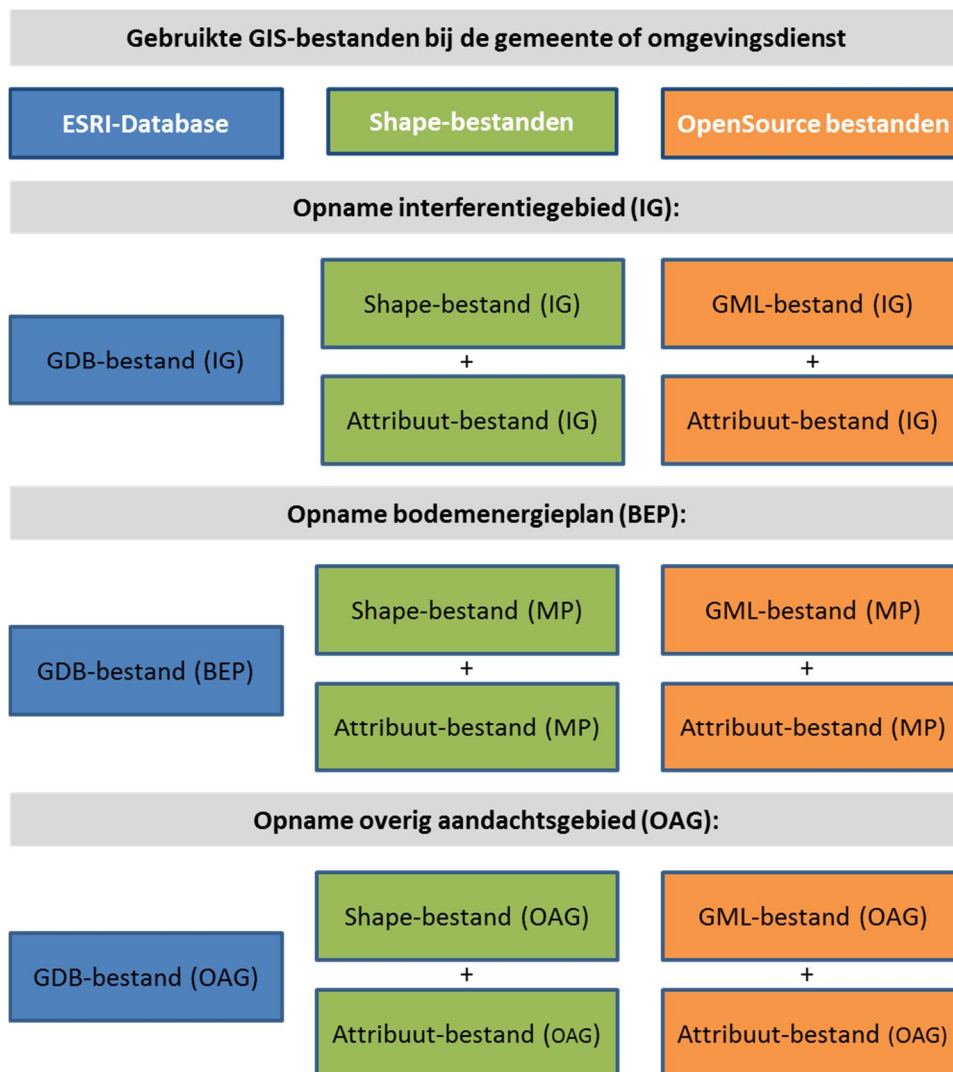 Gebruikte GIS-bestanden bij de gemeente of omgevingsdienst
ESRI-Database
Shape-bestanden
OpenSource bestanden
Opname interferentiegebied (IG):
GDB-bestand (IG)
Shape-bestand (IG)
+
Attribuut-bestand (IG)
GML-bestand (IG)
+
Attribuut-bestand (IG)
Opname bodemenergieplan (BEP):
GDB-bestand (BEP)
Shape-bestand (MP)
+
Attribuut-bestand (MP)
GML-bestand (MP)
+
Attribuut-bestand (MP)
Opname overig aandachtsgebied (OAG):
GDB-bestand (OAG)
Shape-bestand (OAG)
+
Attribuut-bestand (OAG)
GML-bestand (OAG)
+
Attribuut-bestand (OAG)